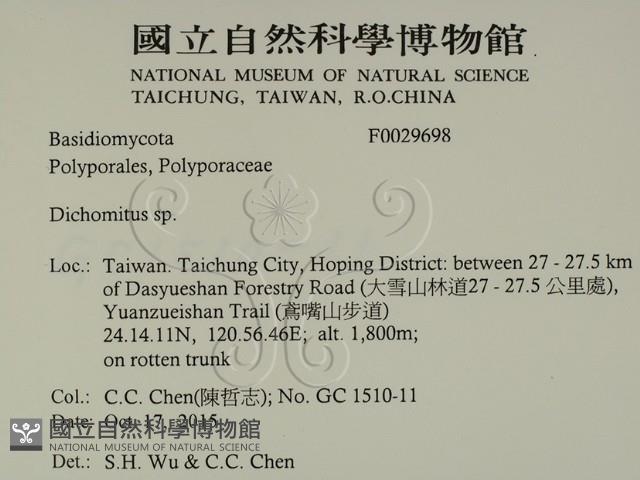 國立自然科學博物館
NATIONAL MUSEUM OF NATURAL SCIENCE
TAICHUNG, TAIWAN, R.O.CHINA
Basidiomycota F0029698
Polyporales, Polyporaceae
Dichomitus sp.
Loc.: Taiwan. Taichung City, Hoping District: between 27 - 27.5 km
of Dasyueshan Forestry Road (大雪山林道27 - 27.5 公里處),
Yuanzueishan Trail (鳶嘴山步道)
24.14.11N, 120.56.46E; alt. 1,800m;
on rotten trunk
Col.: C.C. Chen(陳哲志); No. GC 1510-11
Date: Oct. 17, 2015
國立自然科學博物館
NATIONAL MUSEUM OF NATURAL SCIENCE
Det.: S.H. Wu & C.C. Chen